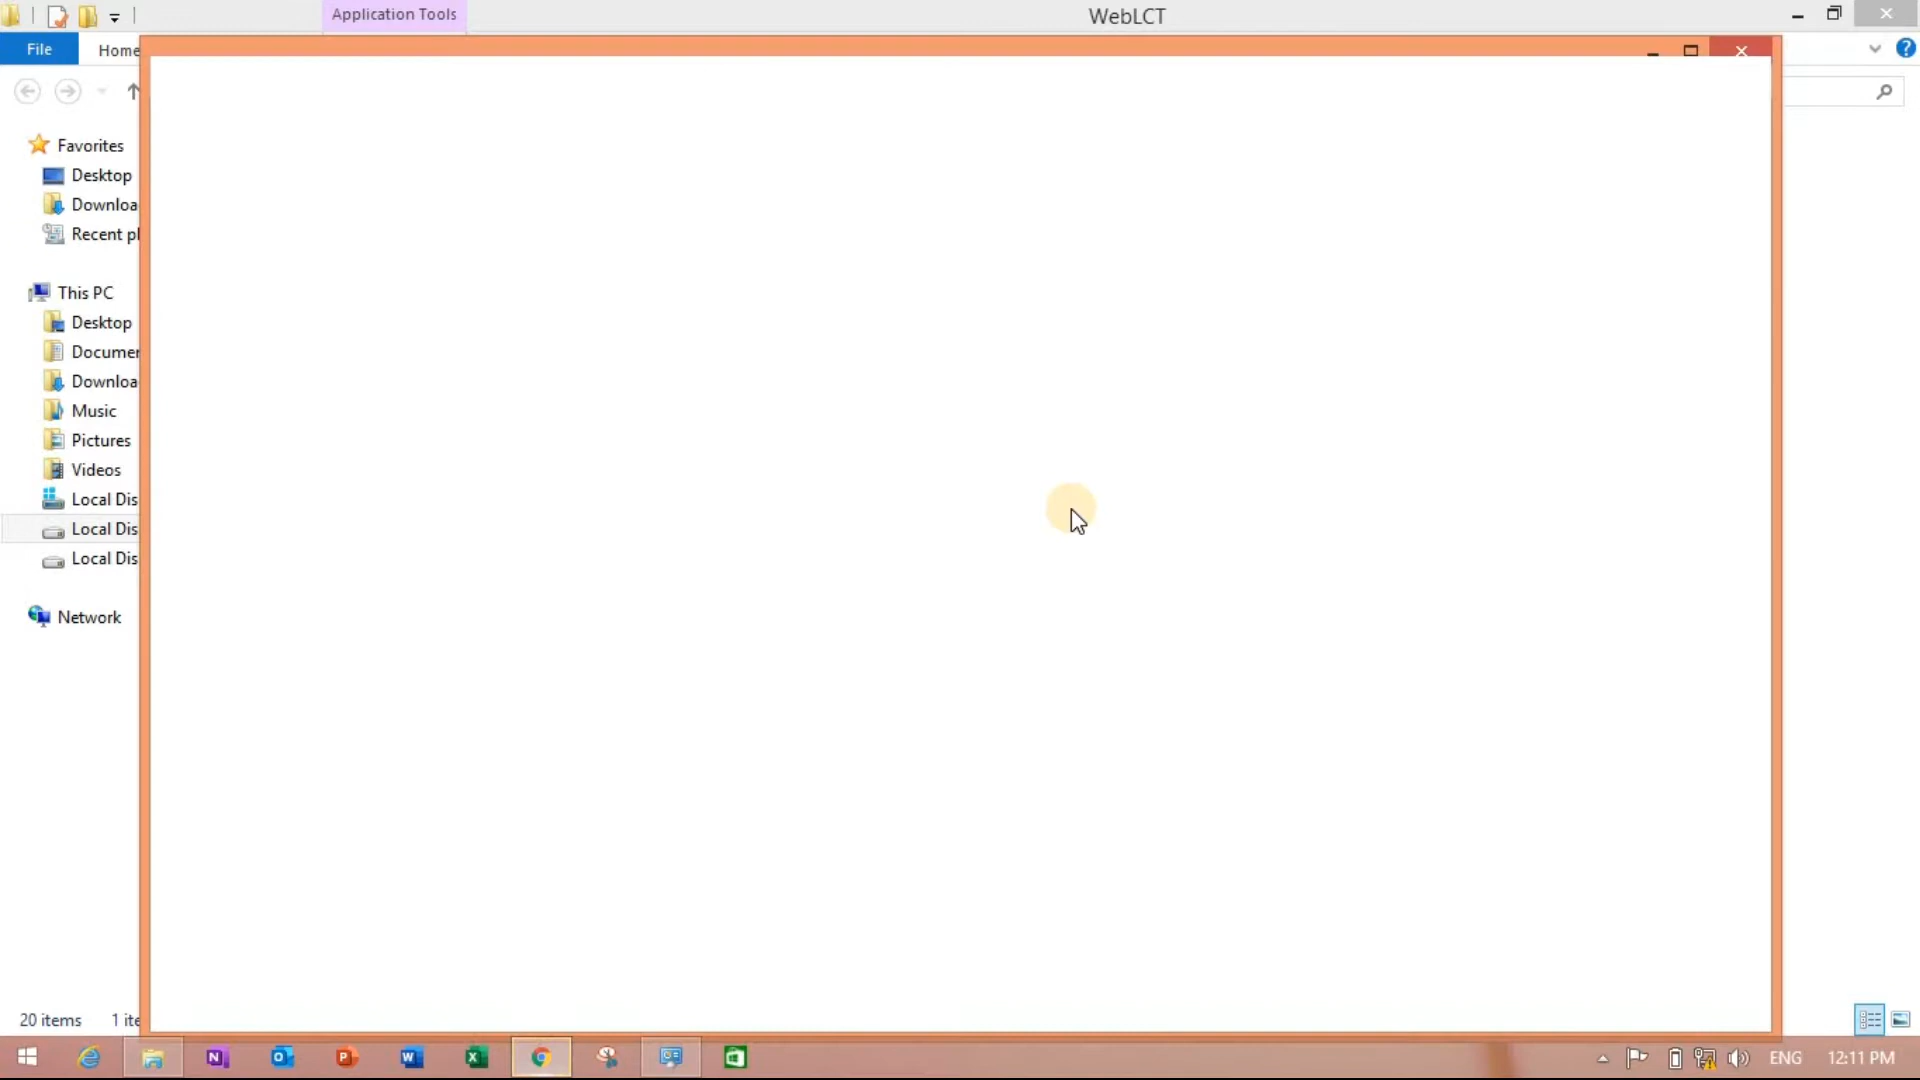 Application Tools
WebLCT
File
Home
Favorites
Desktop
Downloa
Recent pl
This PC
Desktop
Documen
Downloa
Music
Pictures
Videos
Local Dis
Local Dis
Local Dis
Network
20 items 1 ite
ENG 12:11 PM